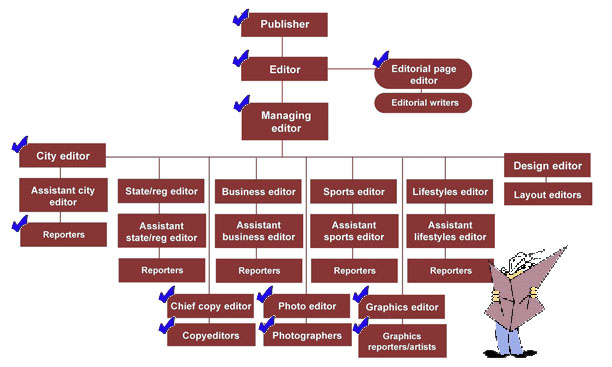 Publisher
Editor
Editorial page
editor
Editorial writers
Managing
editor
City editor
Design editor
Assistant city
editor
State/reg editor
Business editor
Sports editor
Lifestyles editor
Layout editors
Reporters
Assistant
state/reg editor
Assistant
business editor
Assistant
sports editor
Assistant
lifestyles editor
Reporters
Reporters
Reporters
Reporters
Chief copy editor
Photo editor
Graphics editor
Copyeditors
Photographers
Graphics
reporters/artists